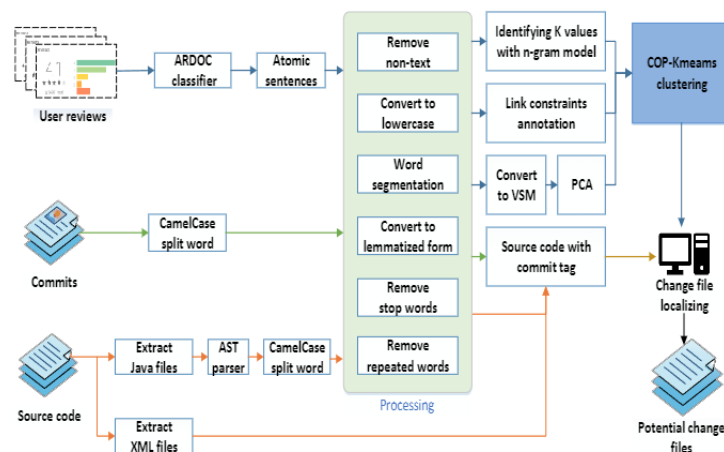 User reviews
ARDOC
classifier
Atomic
sentences
Remove
non-text
Convert to
lowercase
Word
segmentation
Convert to
lemmatized form
Remove
stop words
Remove
repeated words
Processing
Identifying K values
with n-gram model
Link constraints
annotation
Convert
to VSM
PCA
COP-Kmeams
clustering
Commits
CamelCase
split word
Source code with
commit tag
Change file
localizing
Source code
Extract
Java files
AST
parser
CamelCase
split word
Extract
XML files
Potential change
files